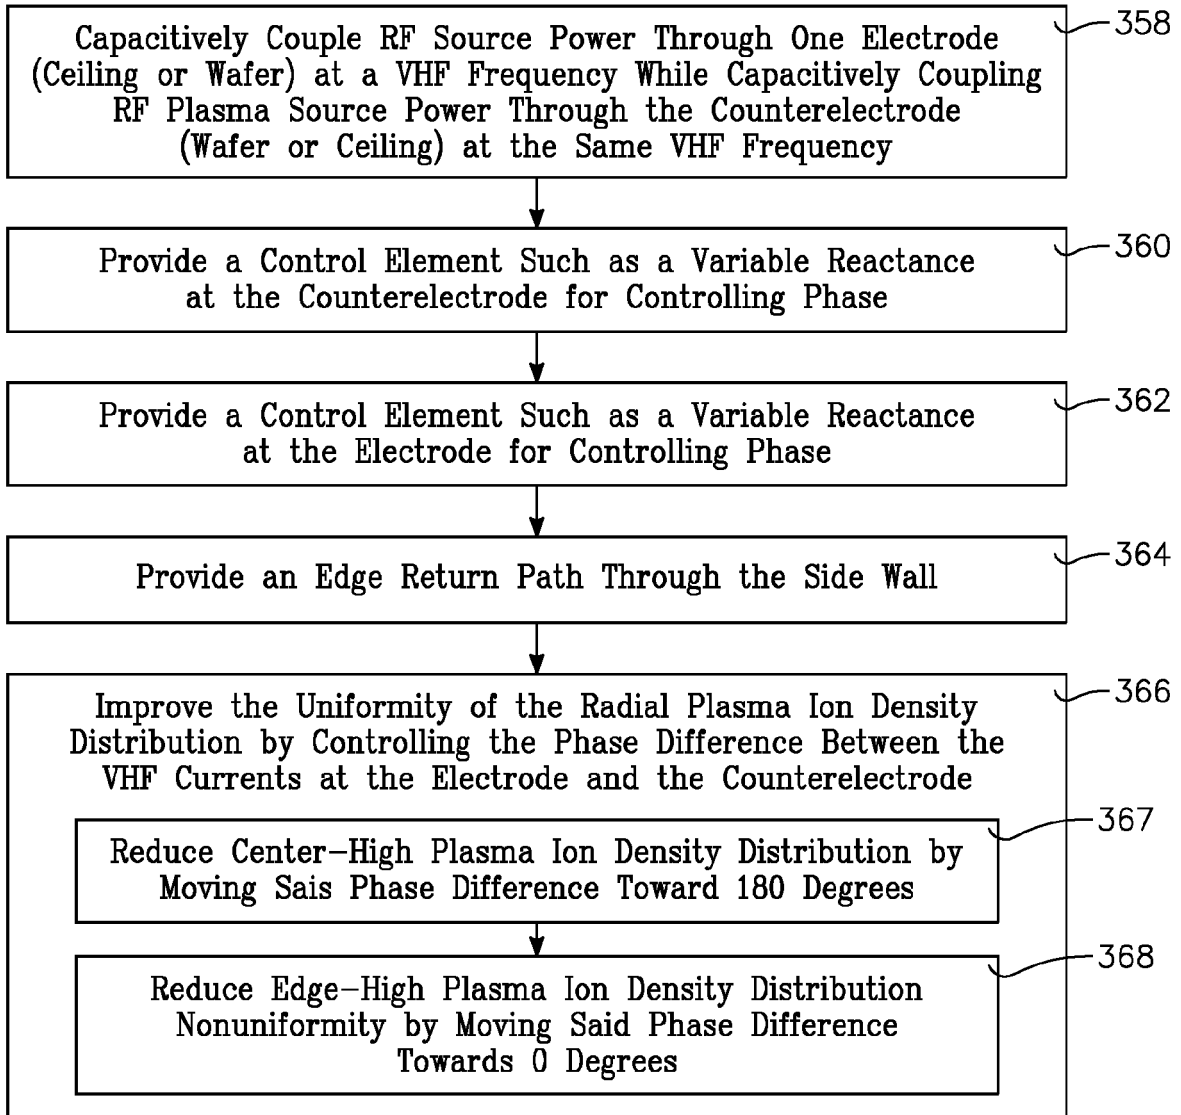 Capacitively Couple RF Source Power Through One Electrode
(Ceiling or Wafer) at a VHF Frequency While Capacitively Coupling
RF Plasma Source Power Through the Counterelectrode
(Wafer or Ceiling) at the Same VHF Frequency
358
Provide a Control Element Such as a Variable Reactance
at the Counterelectrode for Controlling Phase
360
Provide a Control Element Such as a Variable Reactance
at the Electrode for Controlling Phase
362
Provide an Edge Return Path Through the Side Wall
364
Improve the Uniformity of the Radial Plasma Ion Density
Distribution by Controlling the Phase Difference Between the
VHF Currents at the Electrode and the Counterelectrode
366
Reduce Center-High Plasma Ion Density Distribution by
Moving Sais Phase Difference Toward 180 Degrees
367
Reduce Edge-High Plasma Ion Density Distribution
Nonuniformity by Moving Said Phase Difference
Towards 0 Degrees
368